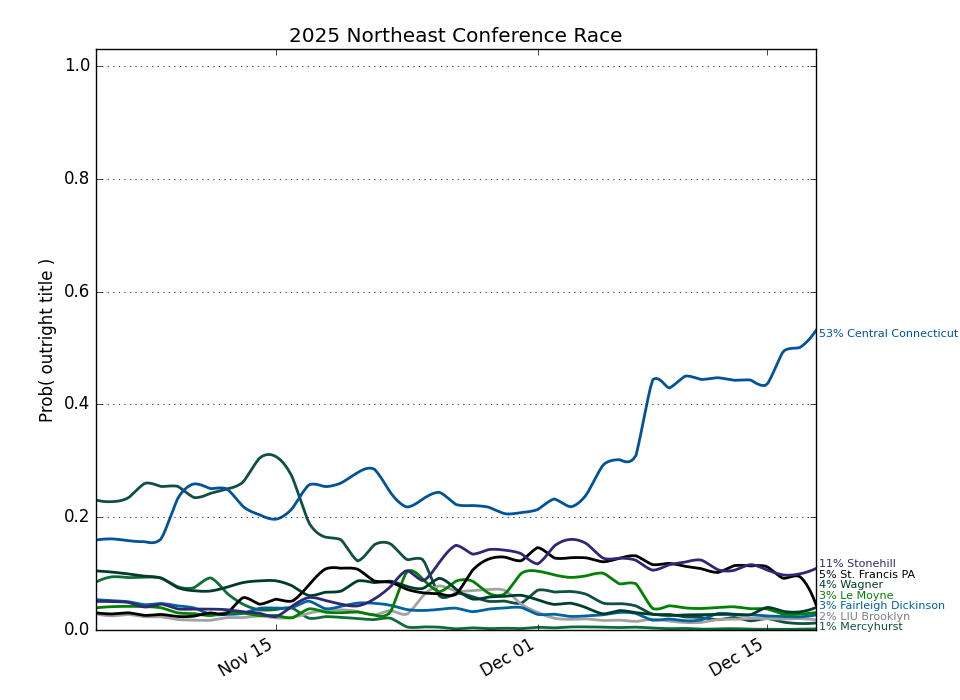 2025 Northeast Conference Race
Prob( outright title )
1.0
0.8
0.6
0.4
0.2
0.0
Nov 15
Dec 01
Dec 15
53% Central Connecticut
11% Stonehill
5% St. Francis PA
4% Wagner
3% Le Moyne
3% Fairleigh Dickinson
2% LIU Brooklyn
1% Mercyhurst